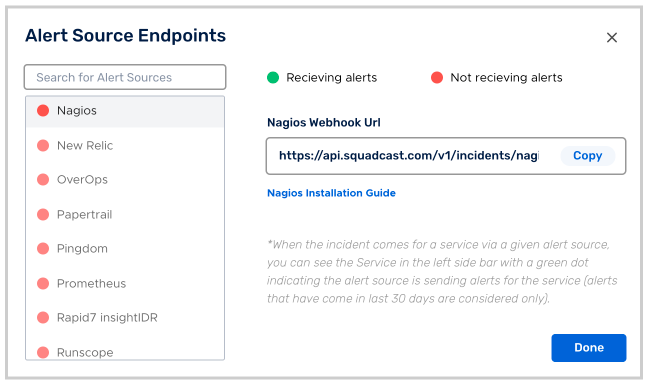 Alert Source Endpoints
Search for Alert Sources
Nagios
New Relic
OverOps
Papertrail
Pingdom
Prometheus
Rapid7 insightIDR
Runscope
Recieving alerts
Not recieving alerts
Nagios Webhook Url
https://api.squadcast.com/v1/incidents/nagi
Copy
Nagios Installation Guide
*When the incident comes for a service via a given alert source,
you can see the Service in the left side bar with a green dot
indicating the alert source is sending alerts for the service (alerts
that have come in last 30 days are considered only).
Done